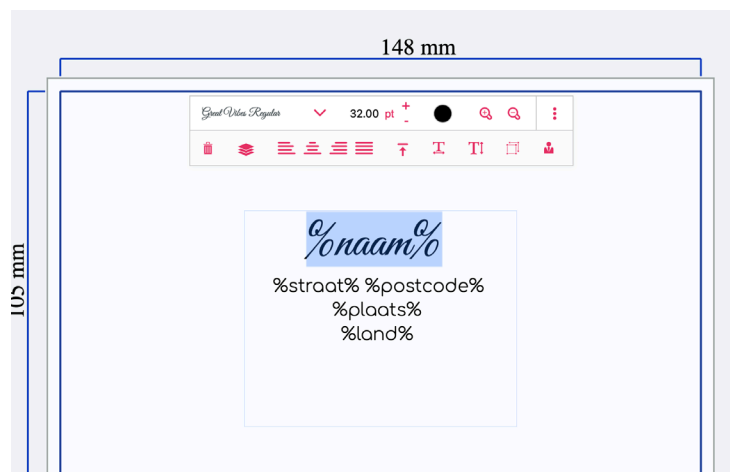 148 mm
Great Vibes Regular 32.00 pt + -
105 mm
%naam%
%straat% %postcode%
%plaats%
%land%